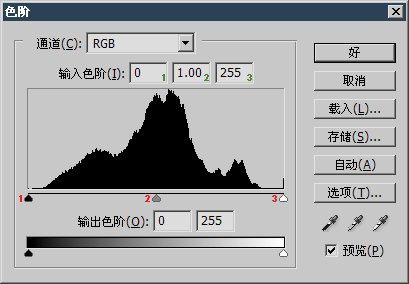 色阶
通道(C): RGB
好
输入色阶(I): 0 1 1.00 2 255 3
取消
载入(L)...
存储(S)...
自动(A)
选项(T)...
1 2 3
输出色阶(O): 0 255
预览(P)